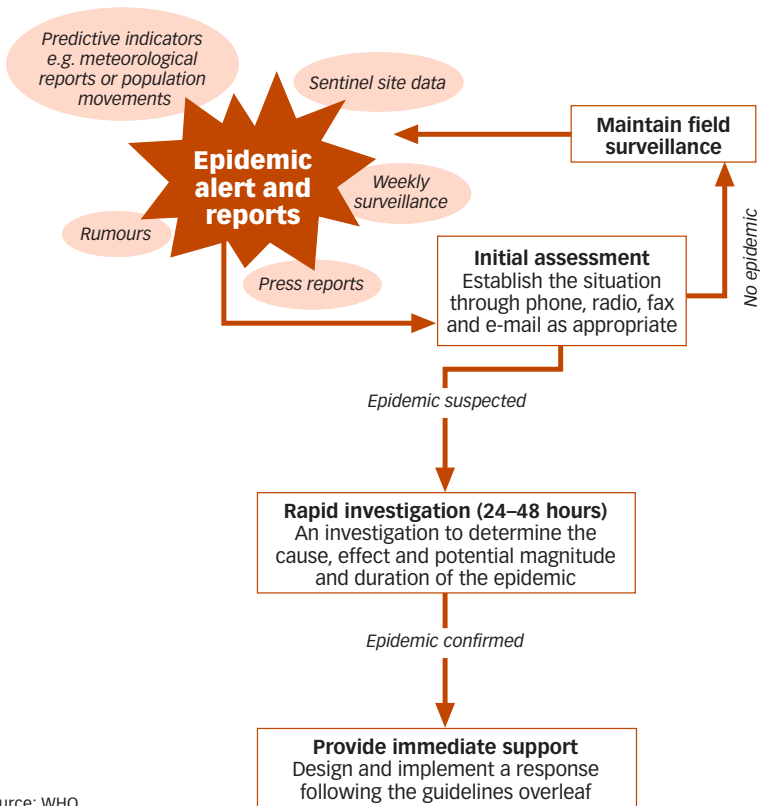 Predictive indicators
e.g. meteorological
reports or population
movements
Sentinel site data
Maintain field
surveillance
Epidemic
alert and
reports
Weekly
surveillance
Rumours
Press reports
No epidemic
Initial assessment
Establish the situation
through phone, radio, fax
and e-mail as appropriate
Epidemic suspected
Rapid investigation (24–48 hours)
An investigation to determine the
cause, effect and potential magnitude
and duration of the epidemic
Epidemic confirmed
Provide immediate support
Design and implement a response
following the guidelines overleaf
urce: WHO